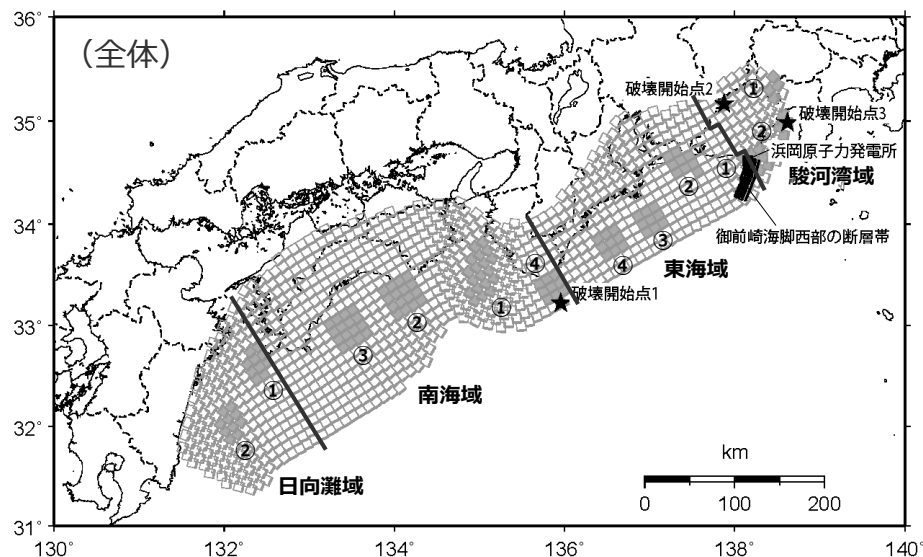 (全体)
36°
35°
34°
33°
32°
31°
130°
132°
134°
136°
138°
140°
破壊開始点2
①
破壊開始点3
②
浜岡原子力発電所
①
駿河湾域
②
御前崎海脚西部の断層帯
③
④
東海域
④
破壊開始点1
①
②
③
南海域
①
②
日向灘域
km
0 50 100 150 200